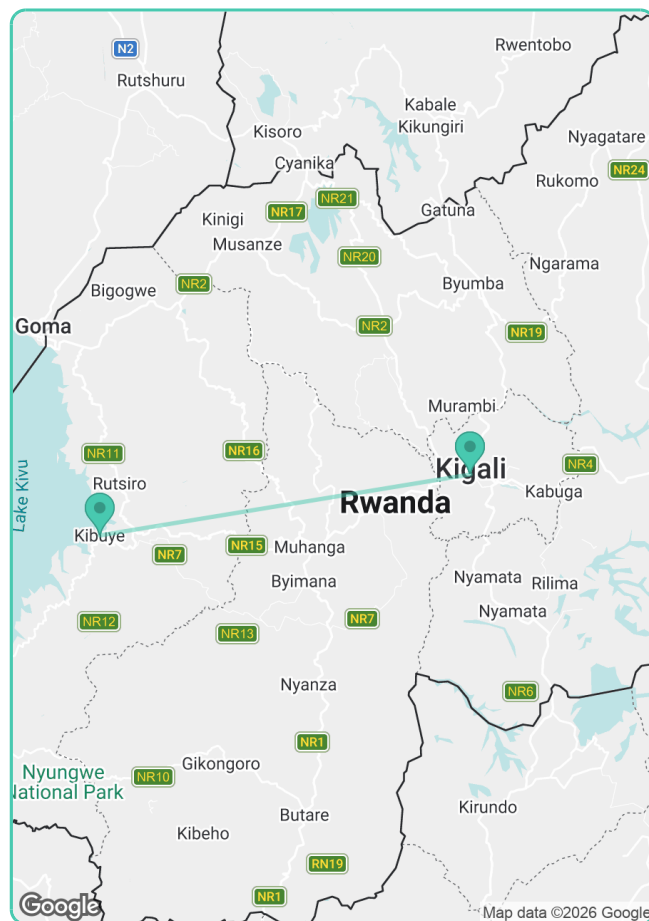 Rwentobo
N2
Rutshuru
Kabale
Kikungiri
Kisoro
Nyagatare
Cyanika
NR24
Rukomo
NR21
NR17
Kinigi
Gatuna
Musanze
NR20
Ngarama
NR2
Byumba
Bigogwe
Goma
NR2
NR19
Murambi
NR11
NR16
Kigali
NR4
Rutsiro
Kabuga
Lake Kivu
Rwanda
Kibuye
NR7
NR15
Muhanga
Byimana
Nyamata
Rilima
Nyamata
NR12
NR13
NR7
Nyanza
NR6
NR1
Gikongoro
Nyungwe
National Park
NR10
Kirundo
Butare
Kibeho
RN19
NR1
Google
Map data ©2026 Google